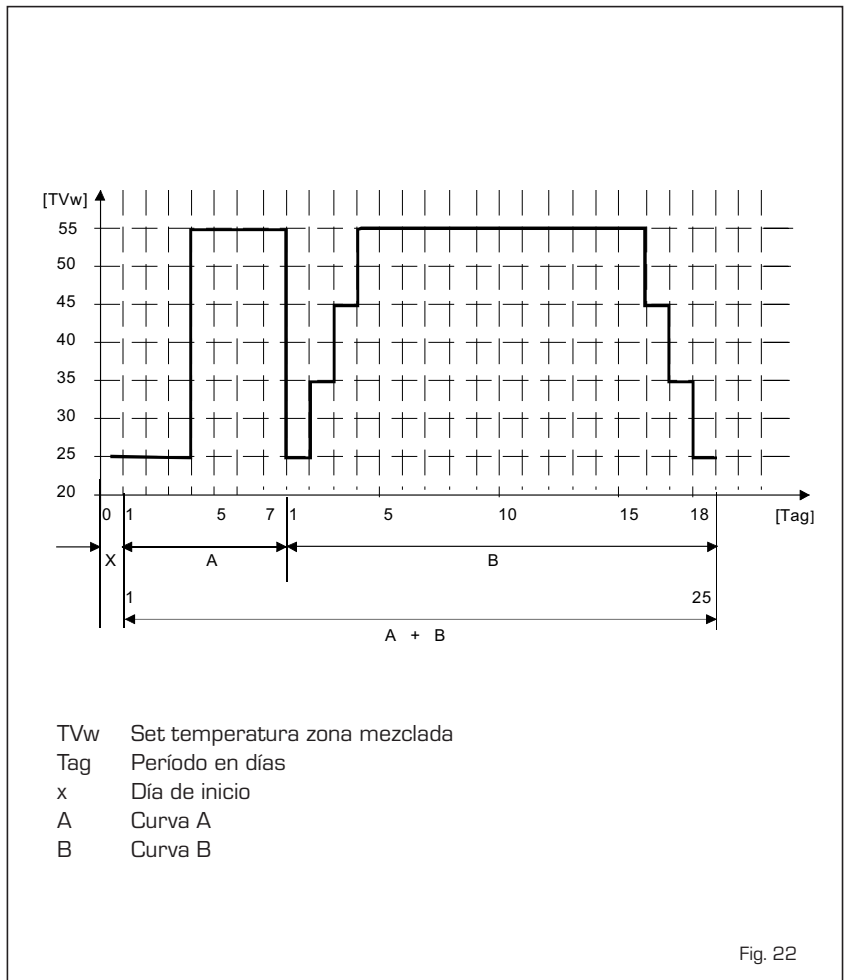 [TVw]
55
50
45
40
35
30
25
20
0 1 5 7 1 5 10 15 18
[Tag]
X A B
1 25
A + B
TVw Set temperatura zona mezclada
Tag Período en días
x Día de inicio
A Curva A
B Curva B
Fig. 22